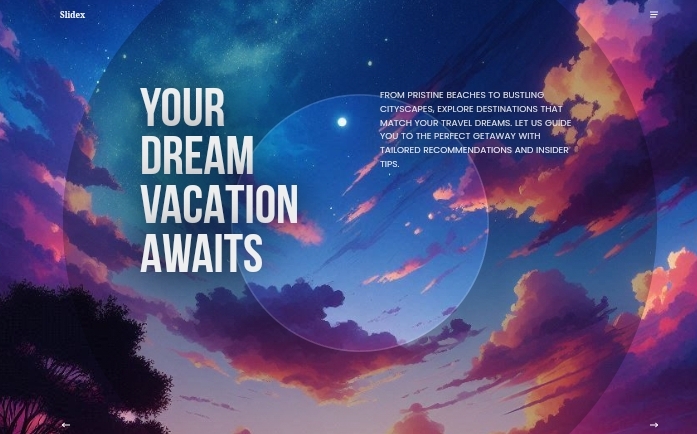 Slidex
YOUR
DREAM
VACATION
AWAITS
FROM PRISTINE BEACHES TO BUSTLING
CITYSCAPES, EXPLORE DESTINATIONS THAT
MATCH YOUR TRAVEL DREAMS. LET US GUIDE
YOU TO THE PERFECT GETAWAY WITH
TAILORED RECOMMENDATIONS AND INSIDER
TIPS.